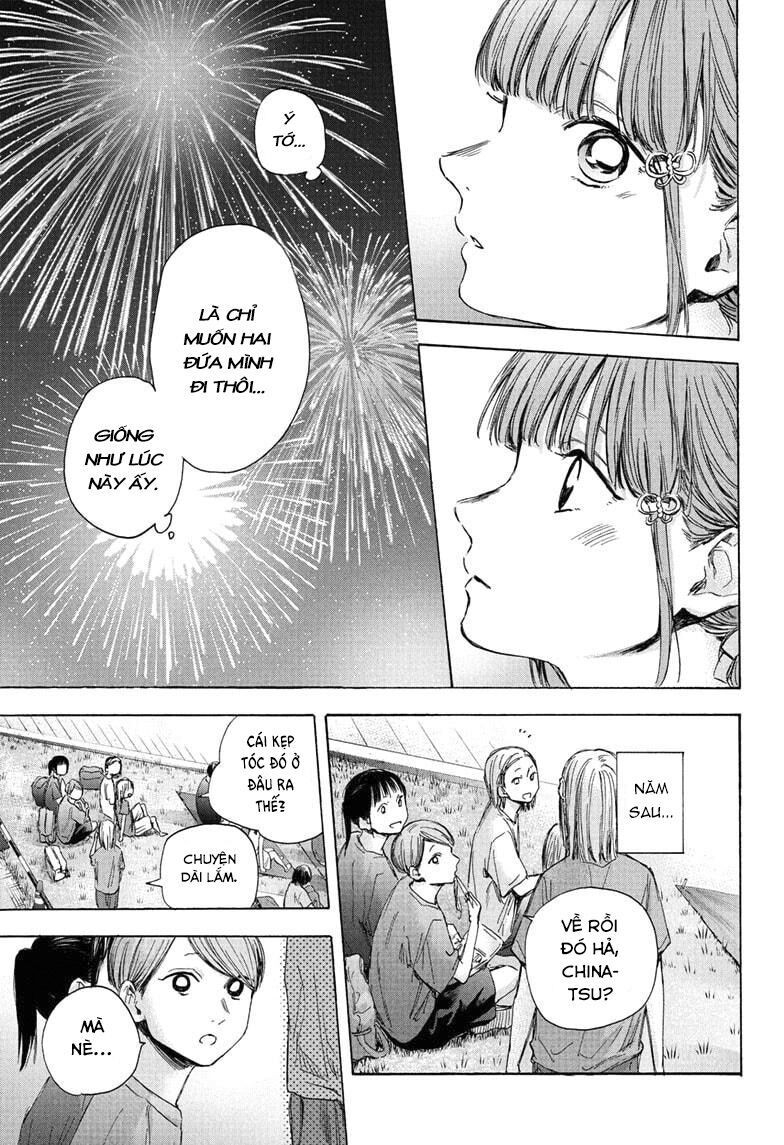 Ý
TỚ...
LÀ CHỈ
MUỐN HAI
ĐỨA MÌNH
ĐI THÔI...
GIỐNG
NHƯ LÚC
NÀY ẤY.
NĂM
SAU...
VỀ RỒI
ĐÓ HẢ,
CHINA-
TSU?
CÁI KẸP
TÓC ĐÓ Ở
ĐÂU RA
THẾ?
CHUYỆN
DÀI LẮM.
MÀ
NÈ...